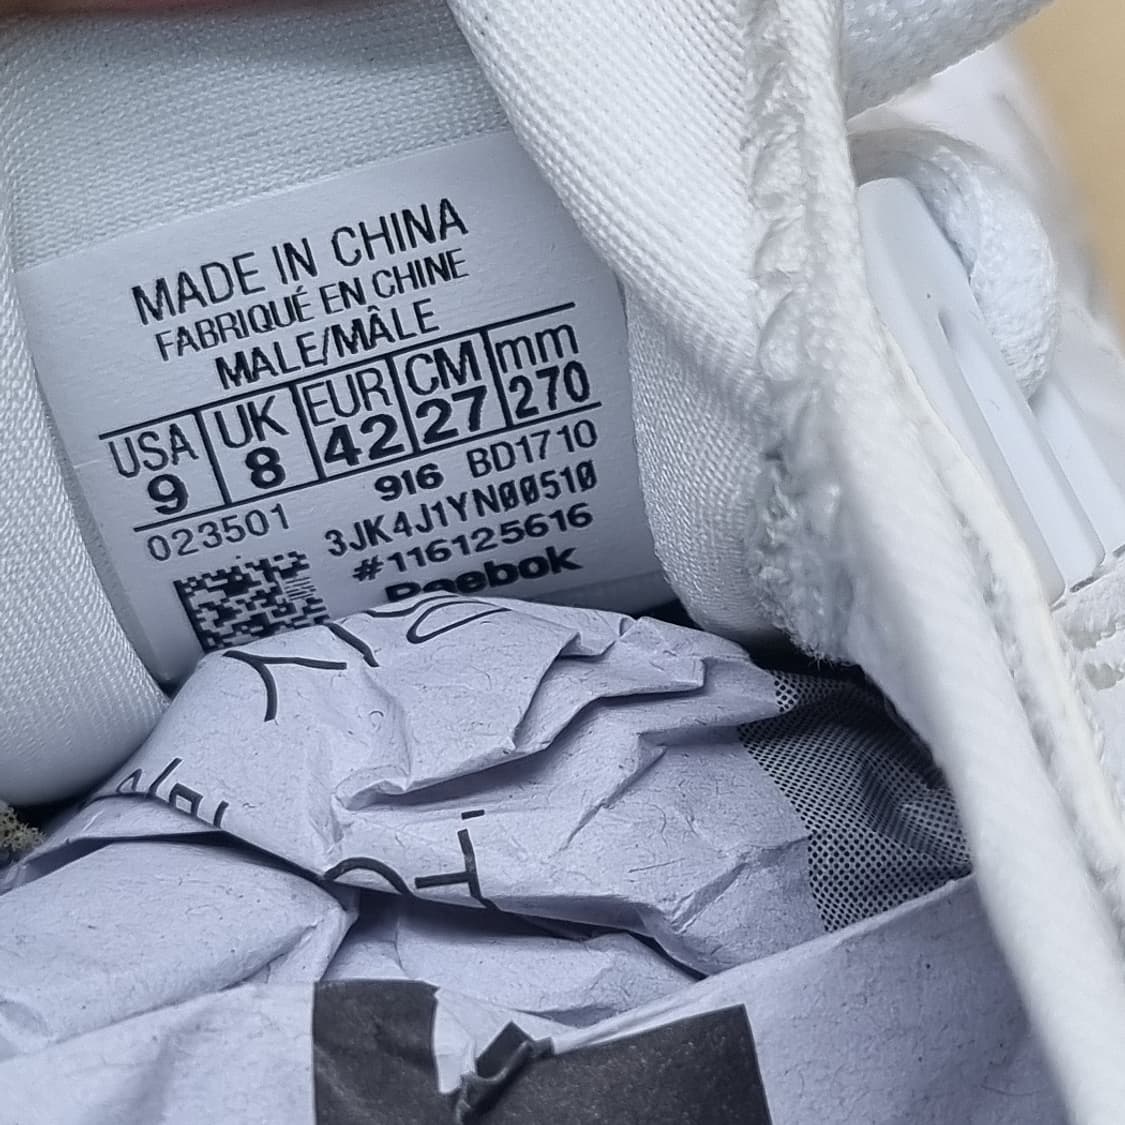 MADE IN CHINA
FABRIQUÉ EN CHINE
MALE/MÂLE
USA UK EUR CM mm
9 8 42 27 270
916 BD1710
023501 3JK4J1YN00510
#116125616
Reebok